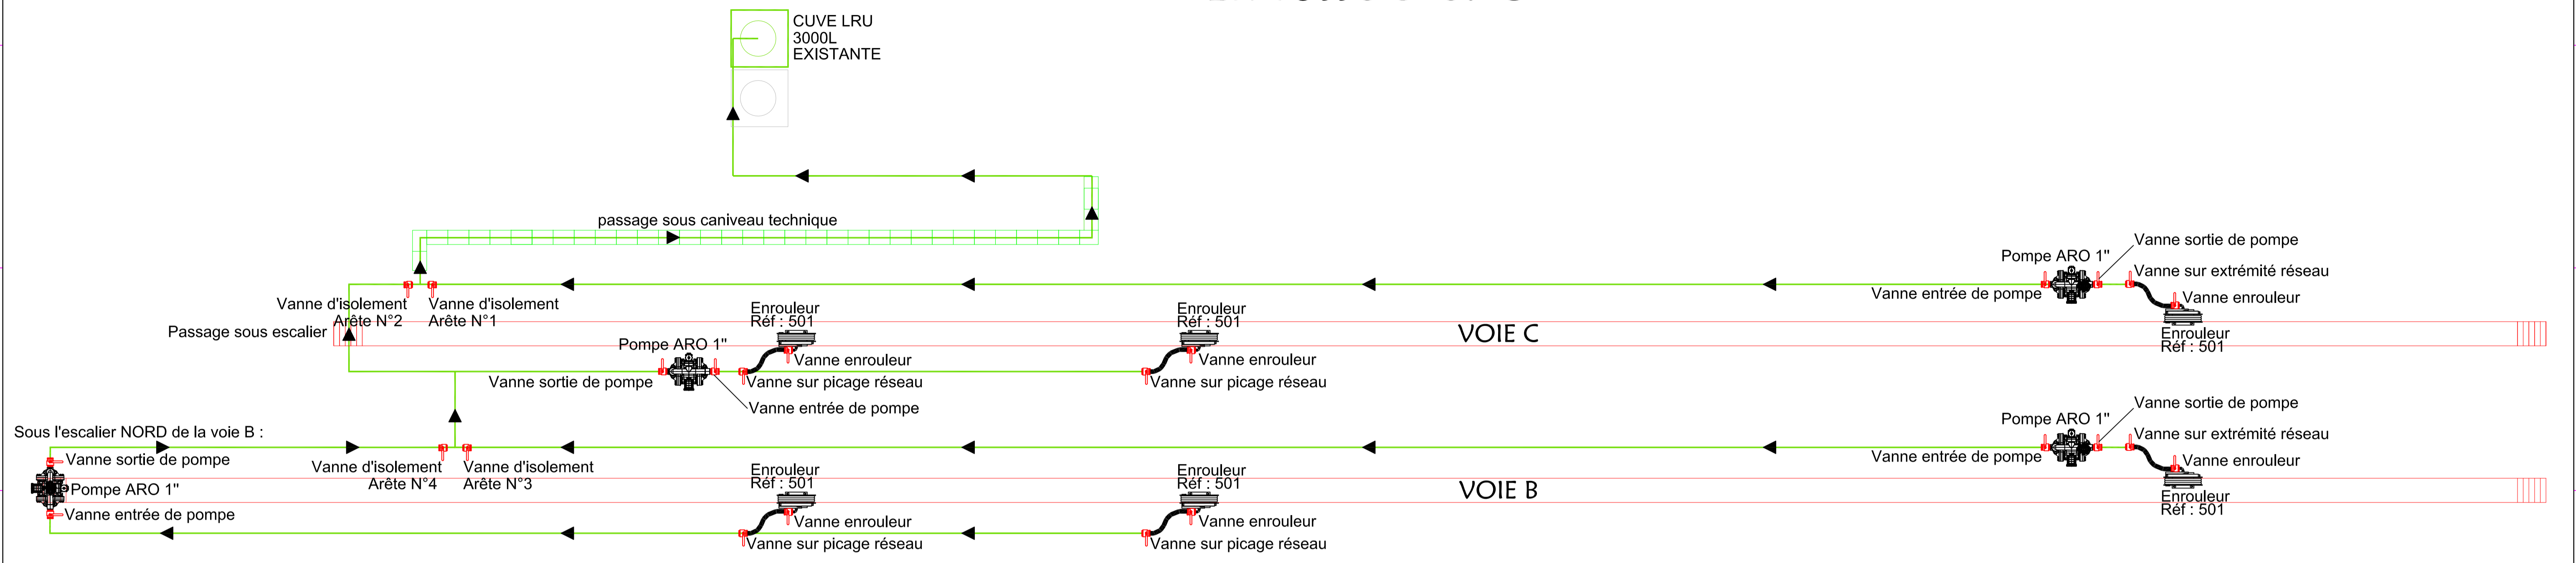 CUVE LRU
3000L
EXISTANTE
passage sous caniveau technique
Vanne sortie de pompe
Pompe ARO 1"
Vanne sur extrémité réseau
Vanne entrée de pompe
Vanne enrouleur
Enrouleur
Réf : 501
Vanne d'isolement
Arête N°2
Vanne d'isolement
Arête N°1
Passage sous escalier
Enrouleur
Réf : 501
Enrouleur
Réf : 501
VOIE C
Pompe ARO 1"
Vanne enrouleur
Vanne enrouleur
Vanne sortie de pompe
Vanne sur picage réseau
Vanne sur picage réseau
Vanne entrée de pompe
Vanne sortie de pompe
Pompe ARO 1"
Vanne sur extrémité réseau
Vanne entrée de pompe
Vanne enrouleur
Enrouleur
Réf : 501
Sous l'escalier NORD de la voie B :
Vanne sortie de pompe
Vanne d'isolement
Arête N°4
Vanne d'isolement
Arête N°3
Enrouleur
Réf : 501
Enrouleur
Réf : 501
VOIE B
Pompe ARO 1"
Vanne entrée de pompe
Vanne enrouleur
Vanne enrouleur
Vanne sur picage réseau
Vanne sur picage réseau